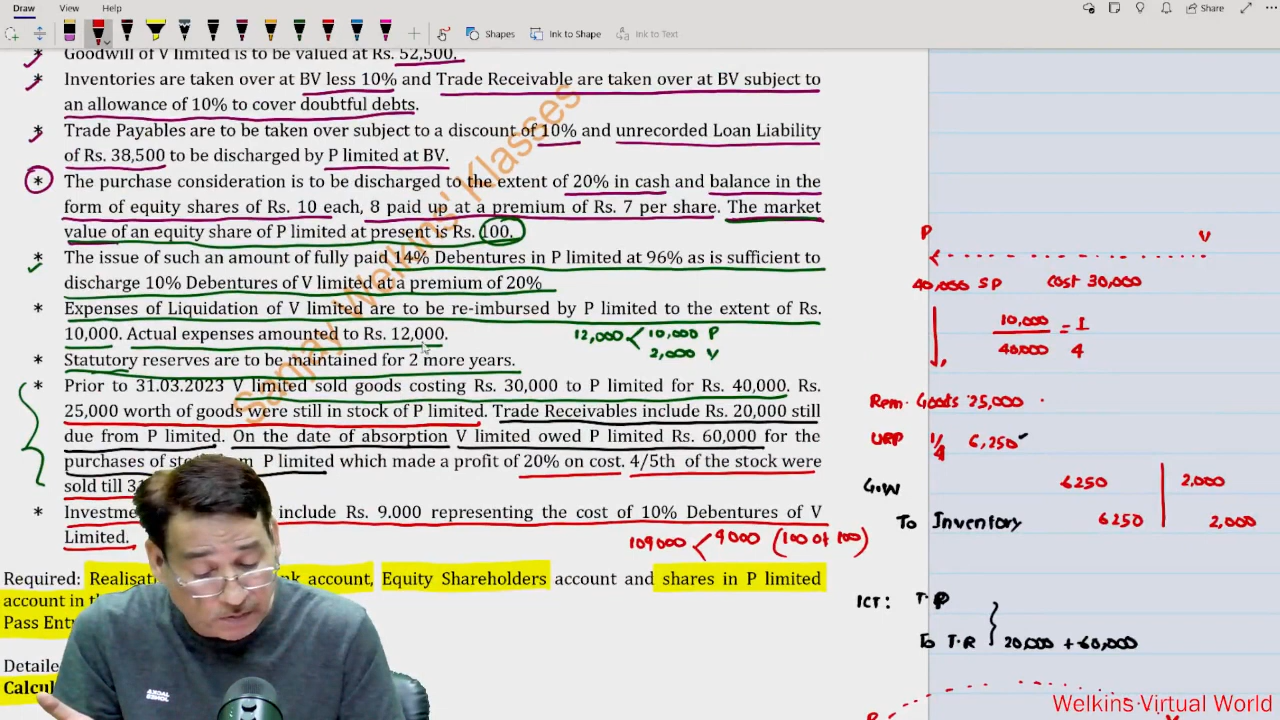 Draw View Help
Share
Shapes Ink to Shape Ink to Text
* Goodwill of V limited is to be valued at Rs. 52,500.
* Inventories are taken over at BV less 10% and Trade Receivable are taken over at BV subject to
an allowance of 10% to cover doubtful debts.
* Trade Payables are to be taken over subject to a discount of 10% and unrecorded Loan Liability
of Rs. 38,500 to be discharged by P limited at BV.
* The purchase consideration is to be discharged to the extent of 20% in cash and balance in the
form of equity shares of Rs. 10 each, 8 paid up at a premium of Rs. 7 per share. The market
value of an equity share of P limited at present is Rs. 100.
* The issue of such an amount of fully paid 14% Debentures in P limited at 96% as is sufficient to
discharge 10% Debentures of V limited at a premium of 20%
* Expenses of Liquidation of V limited are to be re-imbursed by P limited to the extent of Rs.
10,000. Actual expenses amounted to Rs. 12,000.
12,000 < 10,000 P
2,000 V
* Statutory reserves are to be maintained for 2 more years.
* Prior to 31.03.2023 V limited sold goods costing Rs. 30,000 to P limited for Rs. 40,000. Rs.
25,000 worth of goods were still in stock of P limited. Trade Receivables include Rs. 20,000 still
due from P limited. On the date of absorption V limited owed P limited Rs. 60,000 for the
purchases of stock from P limited which made a profit of 20% on cost. 4/5th of the stock were
sold till 31
* Investme include Rs. 9.000 representing the cost of 10% Debentures of V
Limited.
109000 < 9000 (100 of 100)
Required: Realisat nk account, Equity Shareholders account and shares in P limited
account in th
Pass Ent
Detaile
Calcul
Sanjay Welkins' Klasses
P V
40,000 SP Cost 30,000
10,000 = 1
40,000 4
Rem. Goods 25,000
URP 1/4 6,250
G.W 6250 2,000
To Inventory 6250 2,000
ICT: T.P
To T.R 20,000 + 60,000
Welkins Virtual World